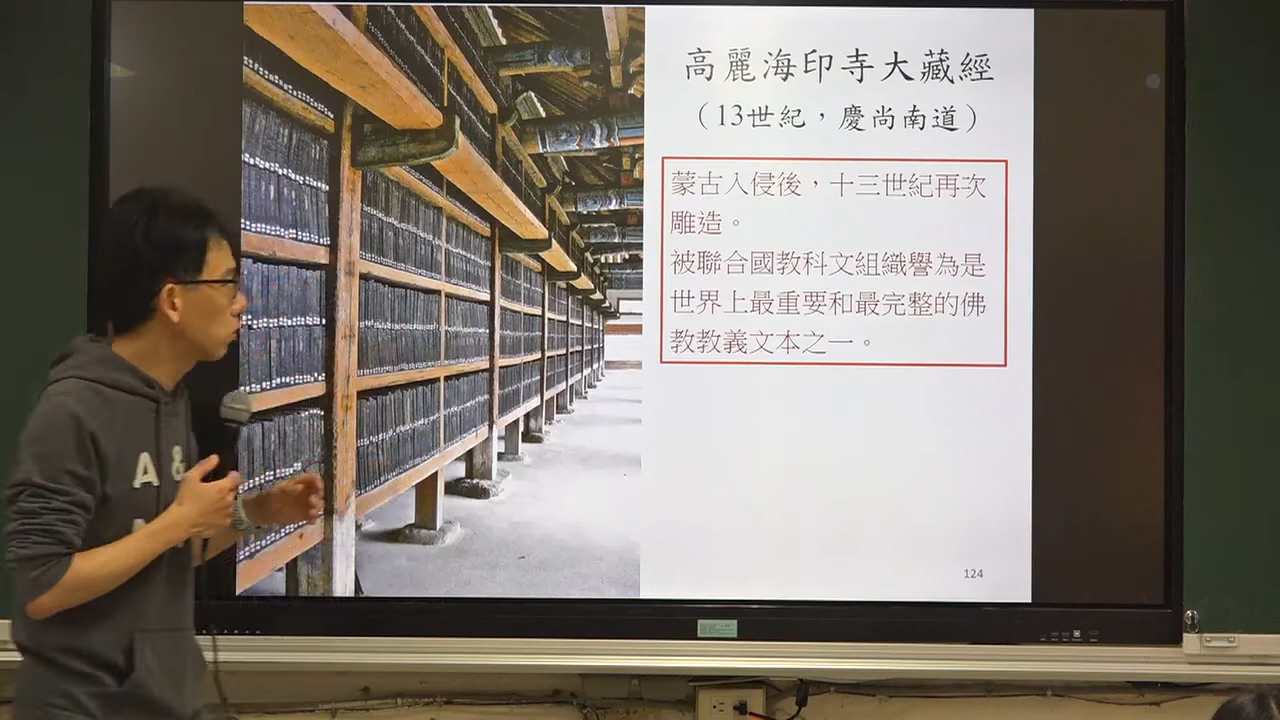 高麗海印寺大藏經
（13世紀，慶尚南道）
蒙古入侵後，十三世紀再次
雕造。
被聯合國教科文組織譽為是
世界上最重要和最完整的佛
教教義文本之一。
124
A &
A